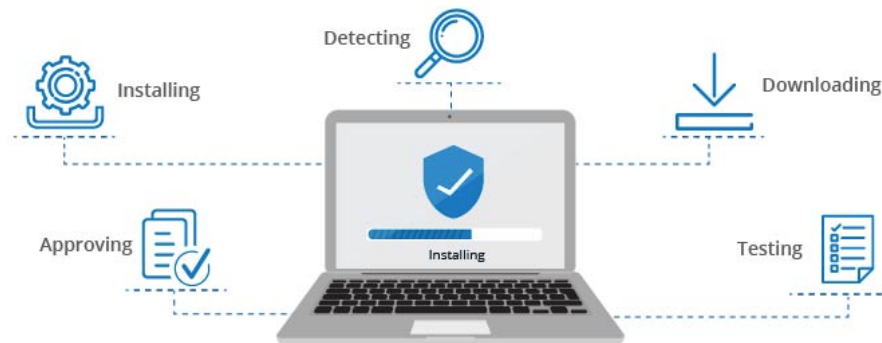 Detecting
Installing
Downloading
Installing
Approving
Testing